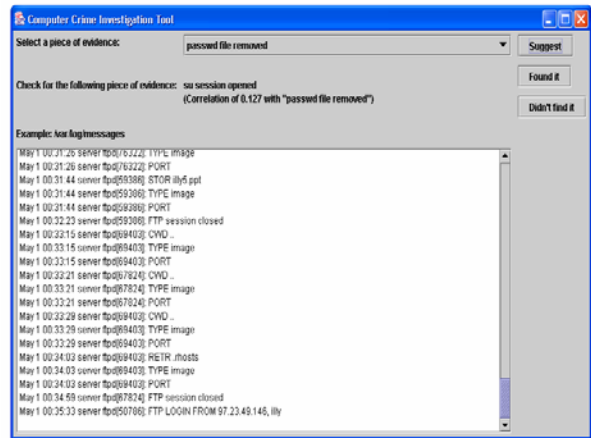 Computer Crime Investigation Tool
Select a piece of evidence:
passwd file removed
Suggest
Found it
Check for the following piece of evidence: su session opened
(Correlation of 0.127 with "passwd file removed")
Didn't find it
Example: /var/log/messages
May 1 00:31:26 server ftpd[76322]: TYPE image
May 1 00:31:26 server ftpd[76322]: PORT
May 1 00:31:44 server ftpd[59386]: STOR illy5.ppt
May 1 00:31:44 server ftpd[59386]: TYPE image
May 1 00:31:44 server ftpd[59386]: PORT
May 1 00:32:23 server ftpd[59386]: FTP session closed
May 1 00:33:15 server ftpd[69403]: CWD ..
May 1 00:33:15 server ftpd[69403]: TYPE image
May 1 00:33:15 server ftpd[69403]: PORT
May 1 00:33:21 server ftpd[67824]: CWD ..
May 1 00:33:21 server ftpd[67824]: TYPE image
May 1 00:33:21 server ftpd[67824]: PORT
May 1 00:33:29 server ftpd[69403]: CWD ..
May 1 00:33:29 server ftpd[69403]: TYPE image
May 1 00:33:29 server ftpd[69403]: PORT
May 1 00:34:03 server ftpd[69403]: RETR .rhosts
May 1 00:34:03 server ftpd[69403]: TYPE image
May 1 00:34:03 server ftpd[69403]: PORT
May 1 00:34:59 server ftpd[67824]: FTP session closed
May 1 00:35:33 server ftpd[50786]: FTP LOGIN FROM 97.23.49.146, illy